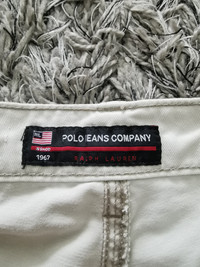 POLO JEANS COMPANY
1967
RALPH LAUREN